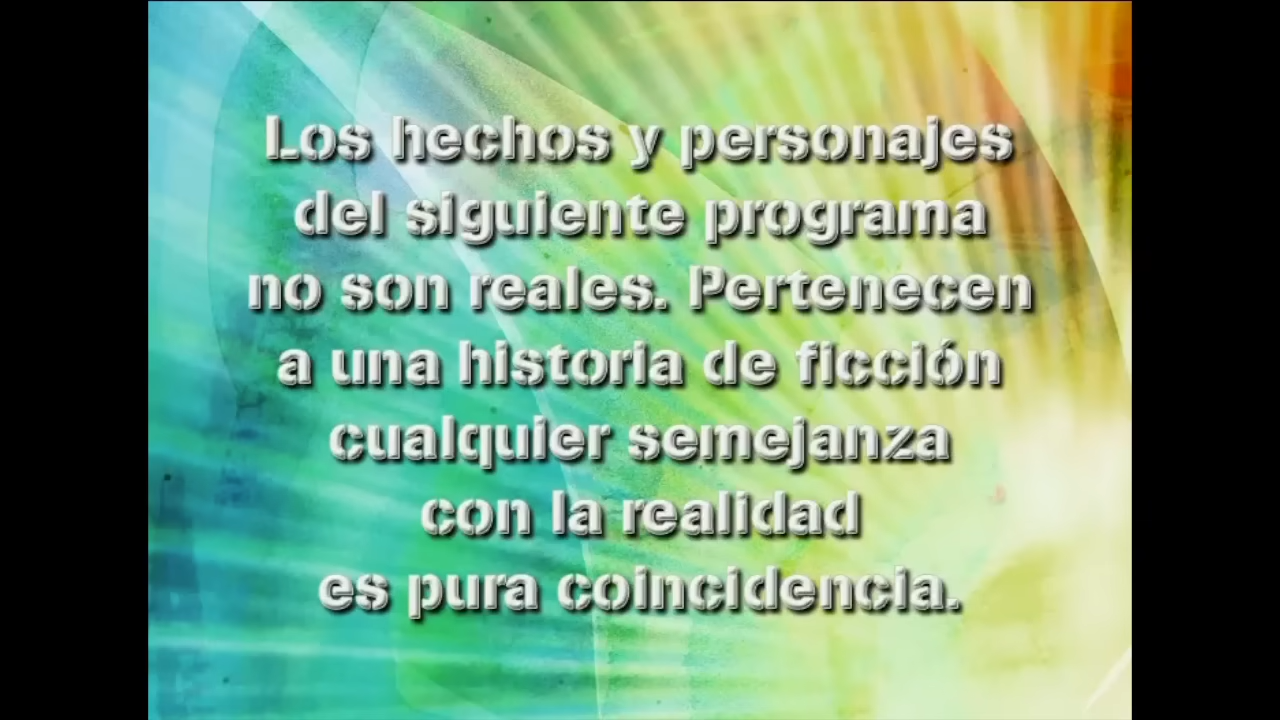 Los hechos y personajes
del siguiente programa
no son reales. Pertenecen
a una historia de ficción
cualquier semejanza
con la realidad
es pura coincidencia.